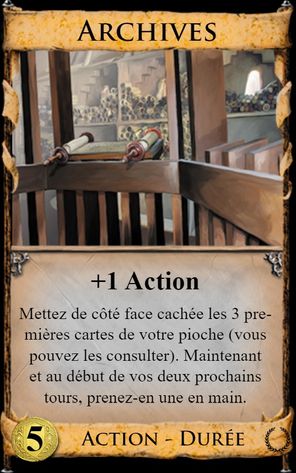 ARCHIVES
+1 Action
Mettez de côté face cachée les 3 pre-
mières cartes de votre pioche (vous
pouvez les consulter). Maintenant
et au début de vos deux prochains
tours, prenez-en une en main.
5 ACTION - DURÉE